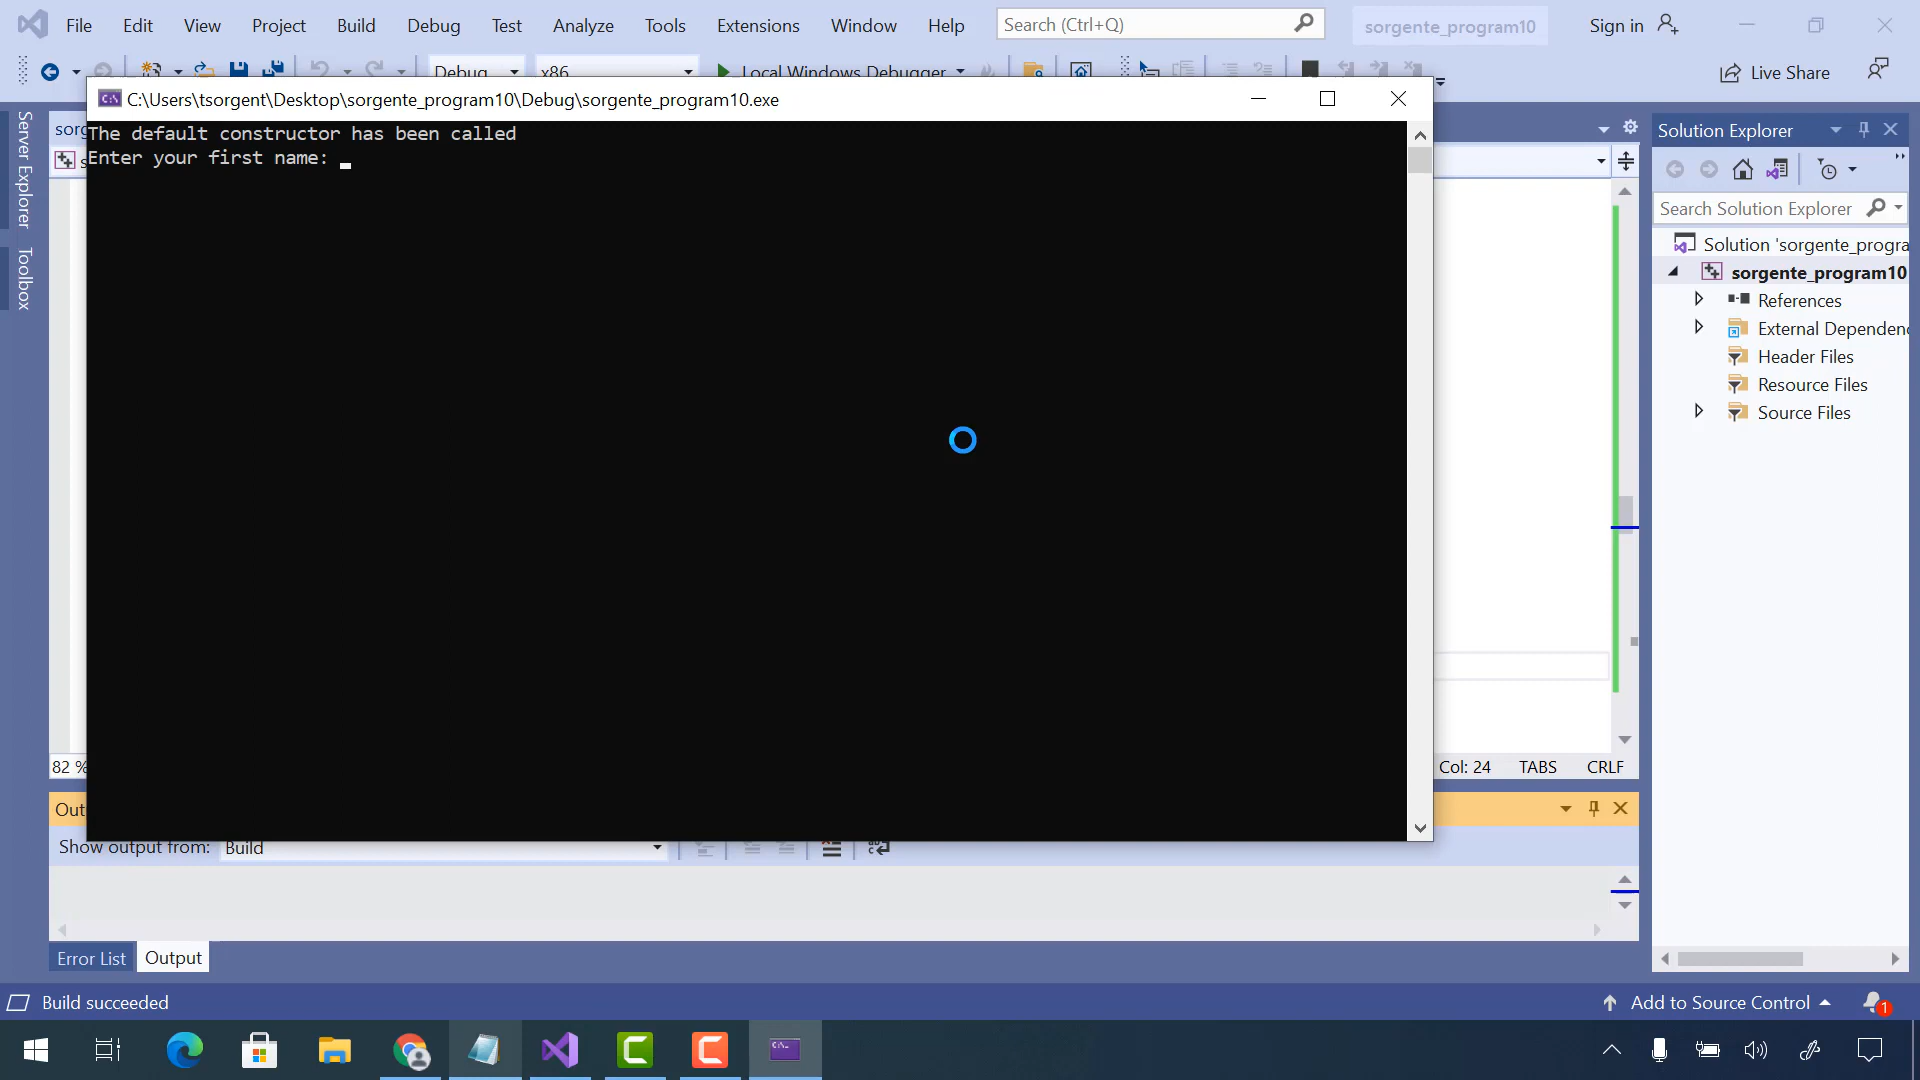 File Edit View Project Build Debug Test Analyze Tools Extensions Window Help Search (Ctrl+Q) sorgente_program10 Sign in
Debug x86 Local Windows Debugger Live Share
C:\Users\tsorgent\Desktop\sorgente_program10\Debug\sorgente_program10.exe
The default constructor has been called
Enter your first name:
Server Explorer
Toolbox
sorg
Solution Explorer
Search Solution Explorer
Solution 'sorgente_progra
sorgente_program10
References
External Dependen
Header Files
Resource Files
Source Files
82 % Col: 24 TABS CRLF
Out
Show output from: Build
Error List Output
Build succeeded Add to Source Control 1